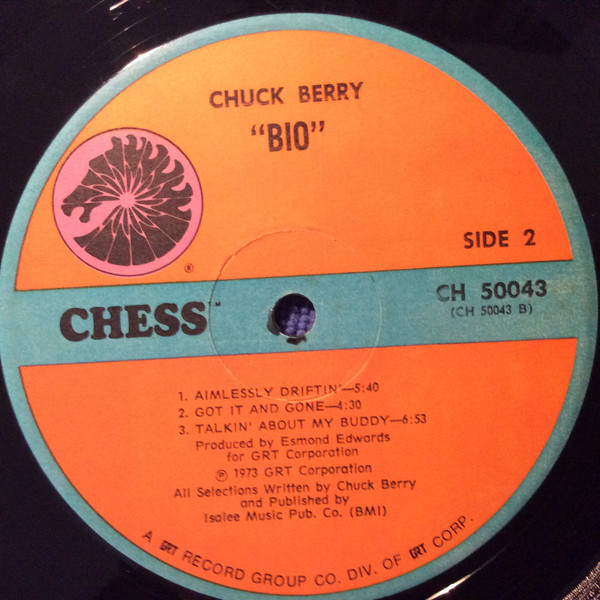 CHUCK BERRY
"BIO"
®
SIDE 2
CHESS™
CH 50043
(CH 50043 B)
1. AIMLESSLY DRIFTIN'—5:40
2. GOT IT AND GONE—4:30
3. TALKIN' ABOUT MY BUDDY—6:53
Produced by Esmond Edwards
for GRT Corporation
℗ 1973 GRT Corporation
All Selections Written by Chuck Berry
and Published by
Isalee Music Pub. Co. (BMI)
A GRT RECORD GROUP CO. DIV. OF GRT CORP.